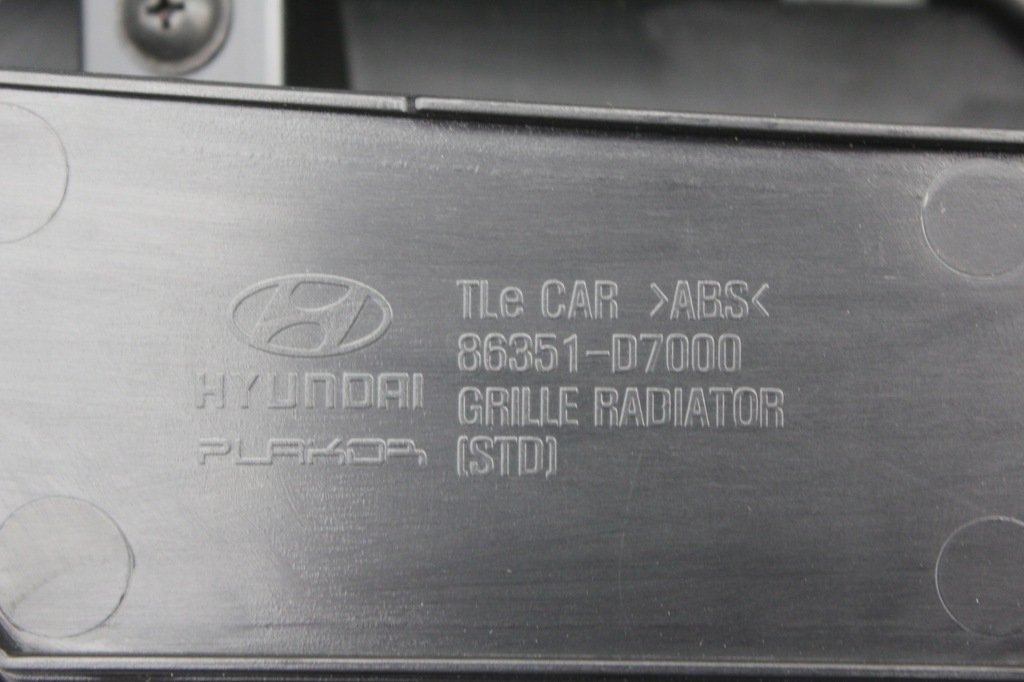 HYUNDAI
PLAKOR
TLe CAR >ABS<
86351-D7000
GRILLE RADIATOR
(STD)